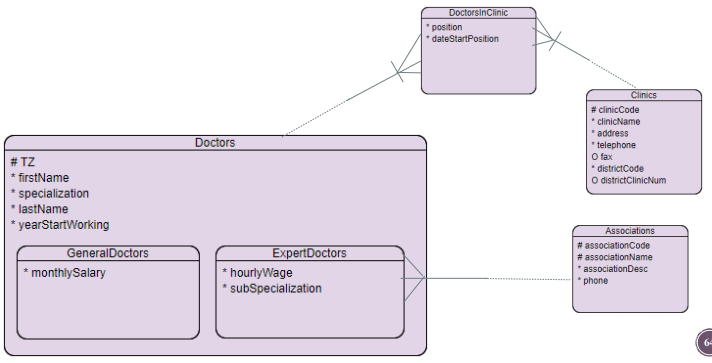 DoctorsInClinic
* position
* dateStartPosition
Clinics
# clinicCode
* clinicName
* address
* telephone
O fax
* districtCode
O districtClinicNum
Doctors
# TZ
* firstName
* specialization
* lastName
* yearStartWorking
GeneralDoctors
* monthlySalary
ExpertDoctors
* hourlyWage
* subSpecialization
Associations
# associationCode
# associationName
* associationDesc
* phone